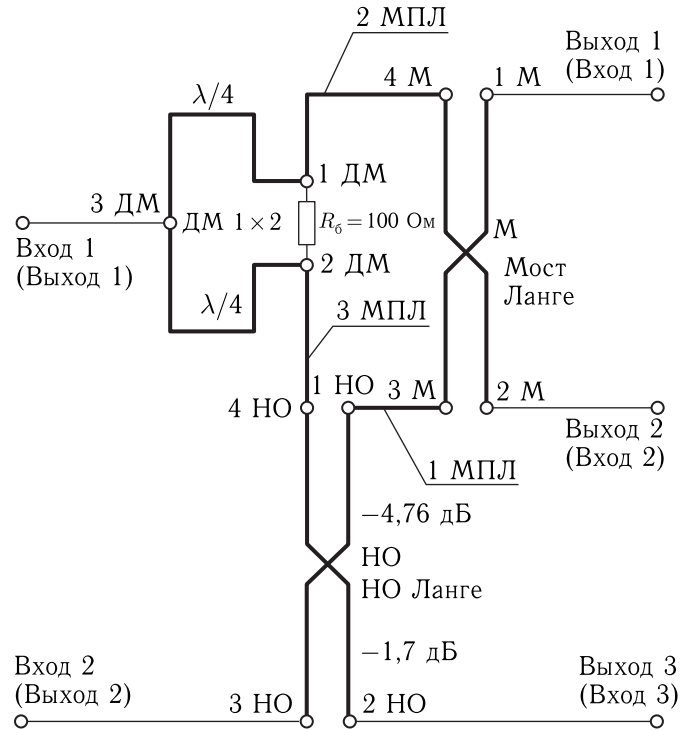 2 МПЛ
Выход 1
(Вход 1)
4 М
1 М
λ/4
1 ДМ
3 ДМ
ДМ 1×2
Rб = 100 Ом
М
Вход 1
(Выход 1)
2 ДМ
Мост
Ланге
λ/4
3 МПЛ
1 НО
3 М
2 М
4 НО
Выход 2
(Вход 2)
1 МПЛ
−4,76 дБ
НО
НО Ланге
−1,7 дБ
Вход 2
(Выход 2)
Выход 3
(Вход 3)
3 НО
2 НО